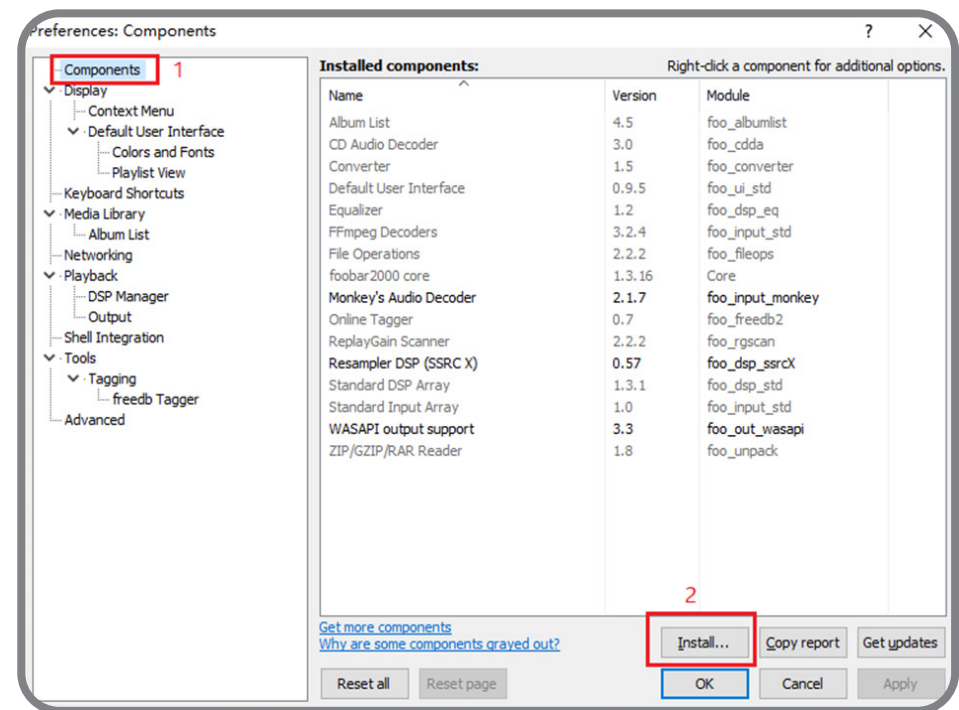 Preferences: Components
?
Components 1
Display
Context Menu
Default User Interface
Colors and Fonts
Playlist View
Keyboard Shortcuts
Media Library
Album List
Networking
Playback
DSP Manager
Output
Shell Integration
Tools
Tagging
freedb Tagger
Advanced
Installed components: Right-click a component for additional options.
Name Version Module
Album List 4.5 foo_albumlist
CD Audio Decoder 3.0 foo_cdda
Converter 1.5 foo_converter
Default User Interface 0.9.5 foo_ui_std
Equalizer 1.2 foo_dsp_eq
FFmpeg Decoders 3.2.4 foo_input_std
File Operations 2.2.2 foo_fileops
foobar2000 core 1.3.16 Core
Monkey's Audio Decoder 2.1.7 foo_input_monkey
Online Tagger 0.7 foo_freedb2
ReplayGain Scanner 2.2.2 foo_rgscan
Resampler DSP (SSRC X) 0.57 foo_dsp_ssrcX
Standard DSP Array 1.3.1 foo_dsp_std
Standard Input Array 1.0 foo_input_std
WASAPI output support 3.3 foo_out_wasapi
ZIP/GZIP/RAR Reader 1.8 foo_unpack
2
Get more components
Why are some components grayed out?
Install... Copy report Get updates
Reset all Reset page OK Cancel Apply